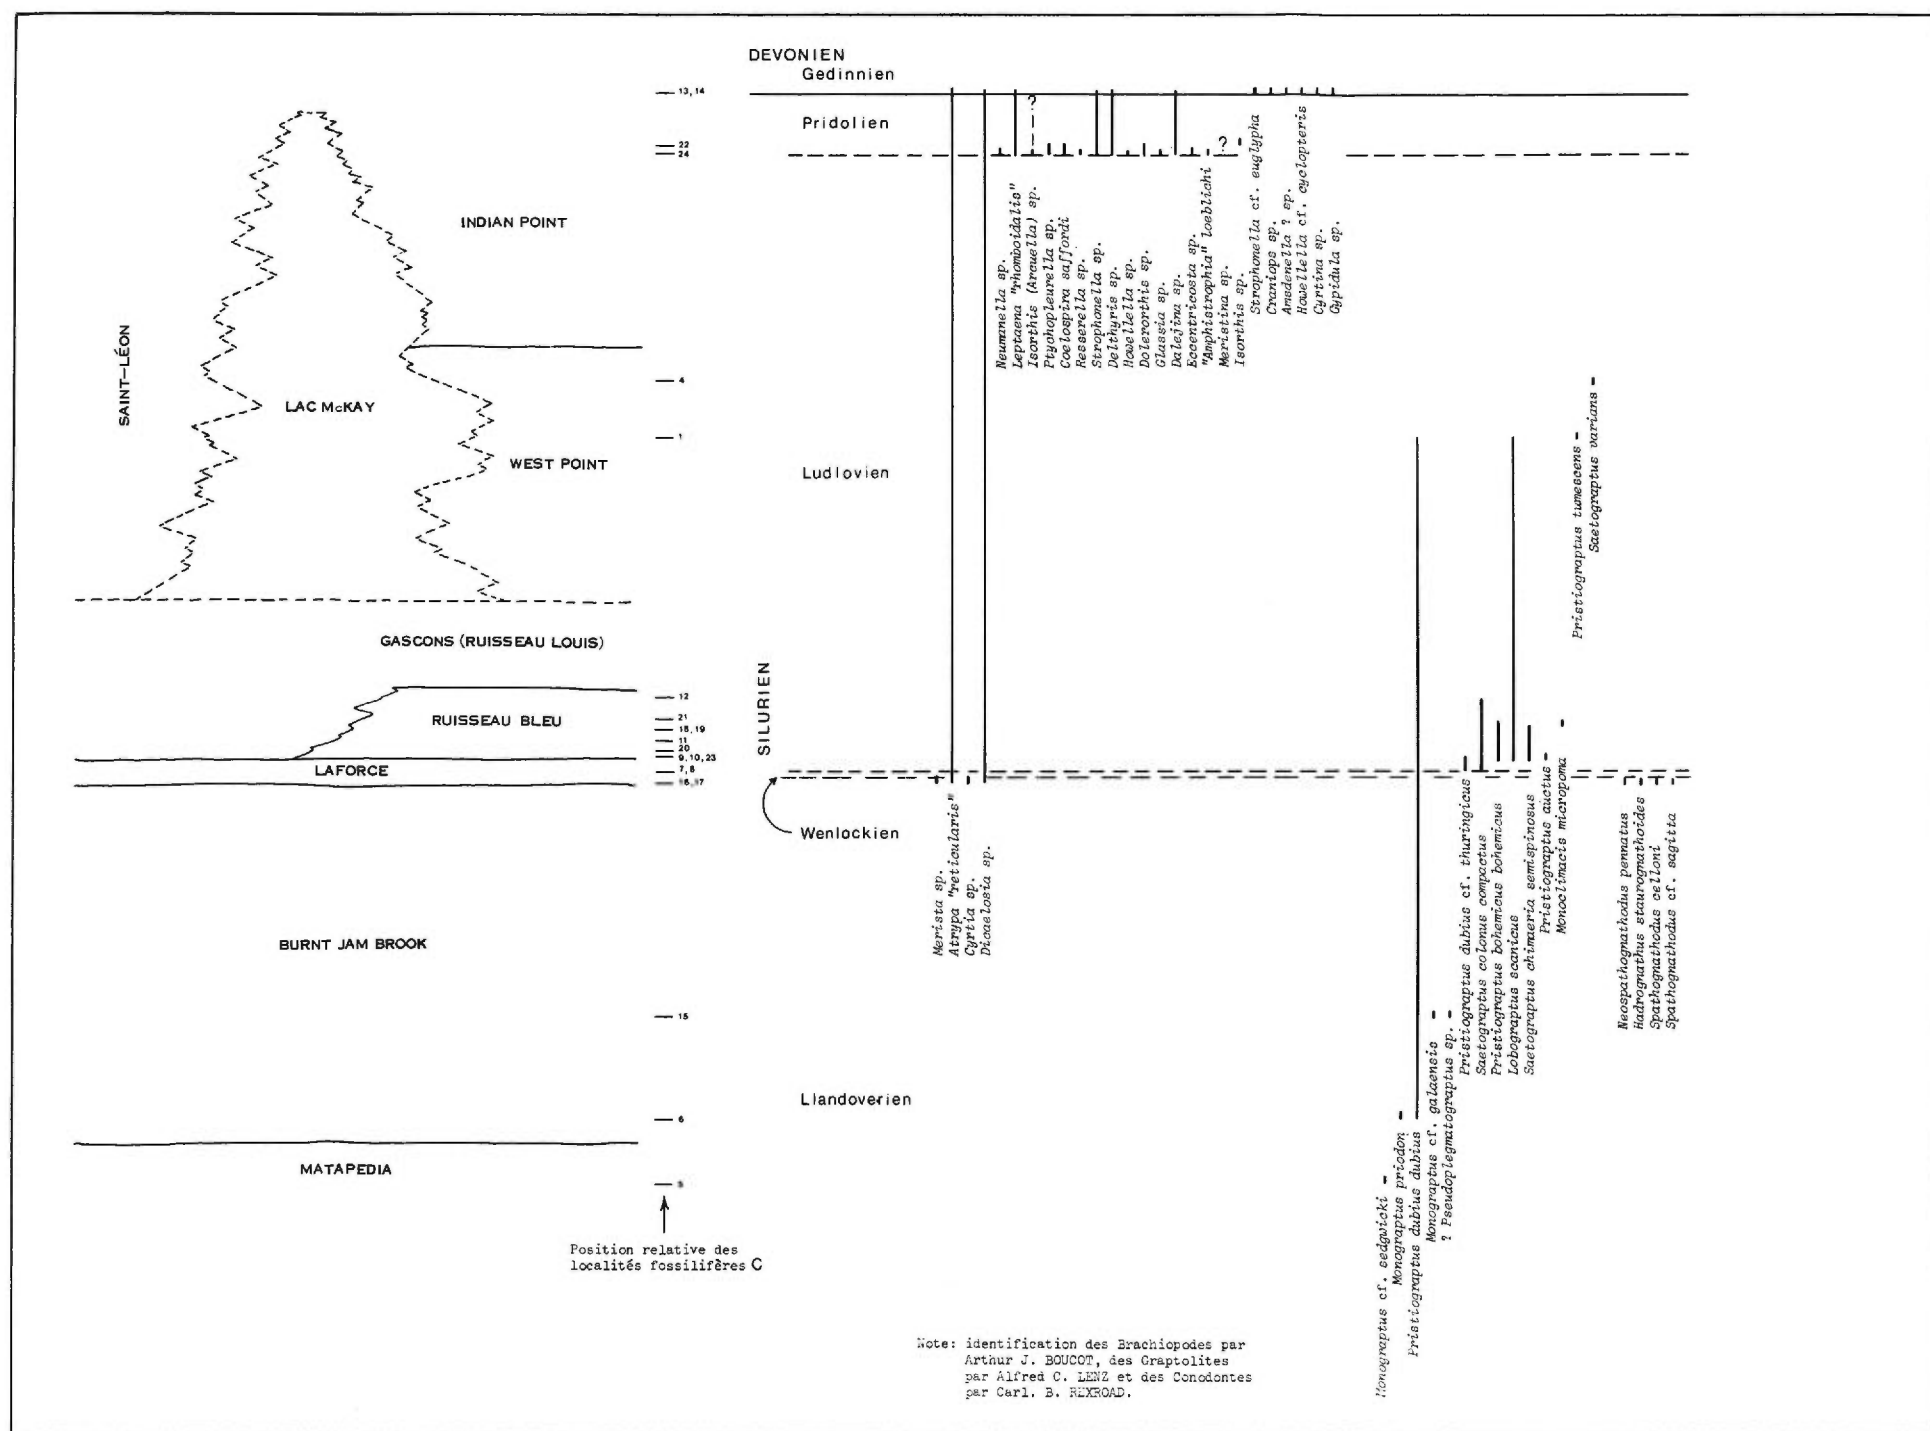 DEVONIEN
Gedinnien
Pridolien
Ludlovien
SILURIEN
Wenlockien
Llandoverien
SAINT-LÉON
INDIAN POINT
LAC McKAY
WEST POINT
GASCONS (RUISSEAU LOUIS)
RUISSEAU BLEU
LAFORCE
BURNT JAM BROOK
MATAPEDIA
13,14
22
24
4
1
12
21
18,19
11
20
9,10,23
7,8
16,17
15
6
5
Position relative des
localités fossilifères C
Merista sp.
Atrypa "reticularis"
Cyrtia sp.
Dicaelosia sp.
Neumanella sp.
Leptaena "rhomboidalis"
?
Isorthis (Arcuella) sp.
Ptychopleurella sp.
Coelospira saffordi
Resserella sp.
Strophonella sp.
Delthyris sp.
Howellella sp.
Dolerorthis sp.
Glassia sp.
Dalejina sp.
Eccentricosta sp.
"Amphistrophia" loeblichi
?
Meristina sp.
Isorthis sp.
Strophonella cf. euglypha
Craniops sp.
Amsdenella ? sp.
Howellella cf. cyclopteris
Cyrtina sp.
Gypidula sp.
Monograptus cf. sedgwicki
Monograptus priodon
Pristiograptus dubius dubius
Monograptus cf. galaensis
? Pseudoplegmatograptus sp.
Pristiograptus dubius cf. thuringicus
Saetograptus colonus compactus
Pristiograptus bohemicus bohemicus
Lobograptus scanicus
Saetograptus chimaeria semispinosus
Pristiograptus auctus
Monoclimacis micropoma
Pristiograptus tumescens
Saetograptus varians
Neospathognathodus pennatus
Hadrognathus staurognathoides
Spathognathodus celloni
Spathognathodus cf. sagitta
Note: identification des Brachiopodes par
Arthur J. BOUCOT, des Graptolites
par Alfred C. LENZ et des Conodontes
par Carl. B. REXROAD.